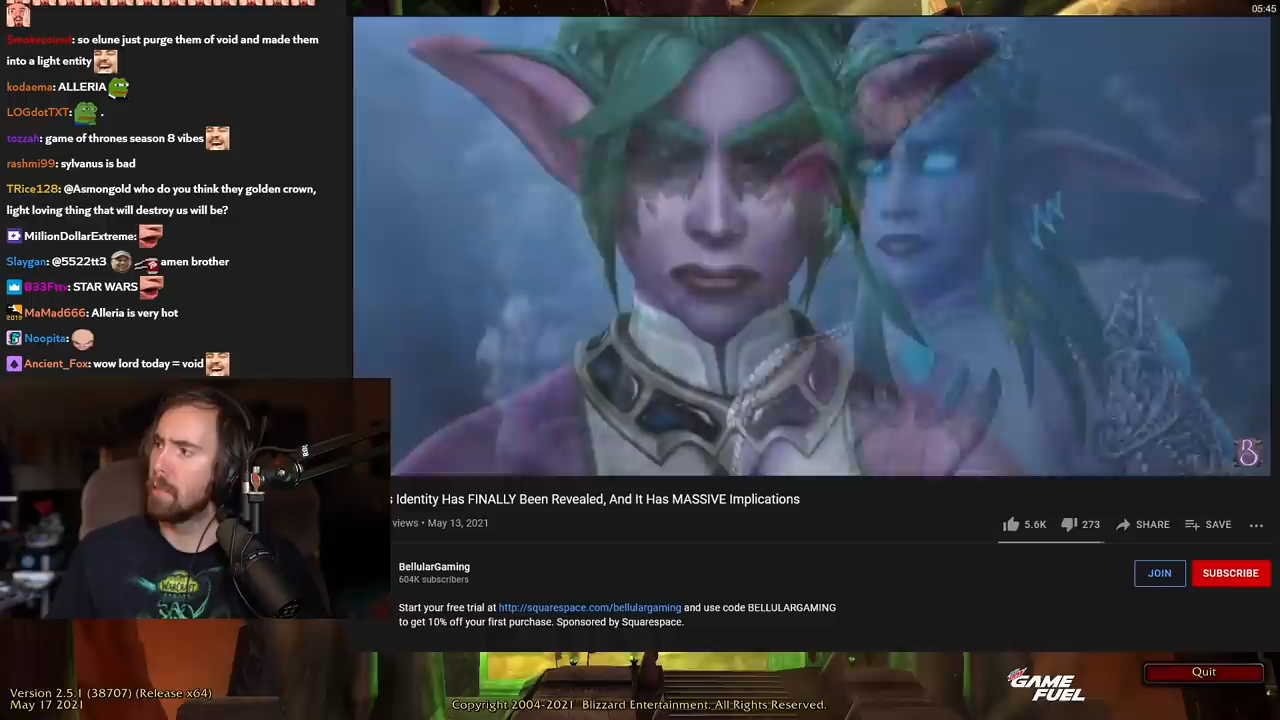 05:45
Smokesound: so elune just purge them of void and made them
into a light entity
kodaema: ALLERIA
LOGdotTXT: .
tozzah: game of thrones season 8 vibes
rashmi99: sylvanus is bad
TRice128: @Asmongold who do you think they golden crown,
light loving thing that will destroy us will be?
MillionDollarExtreme:
Slaygan: @5522tt3 amen brother
B33Fttv: STAR WARS
2019 MaMad666: Alleria is very hot
Noopita:
Ancient_Fox: wow lord today = void
B
WARCRAFT
s Identity Has FINALLY Been Revealed, And It Has MASSIVE Implications
views • May 13, 2021
5.6K 273 SHARE SAVE ...
BellularGaming
604K subscribers
JOIN SUBSCRIBE
Start your free trial at http://squarespace.com/bellulargaming and use code BELLULARGAMING
to get 10% off your first purchase. Sponsored by Squarespace.
Version 2.5.1 (38707) (Release x64)
May 17 2021
Copyright 2004-2021 Blizzard Entertainment. All Rights Reserved.
GAME
FUEL
Quit